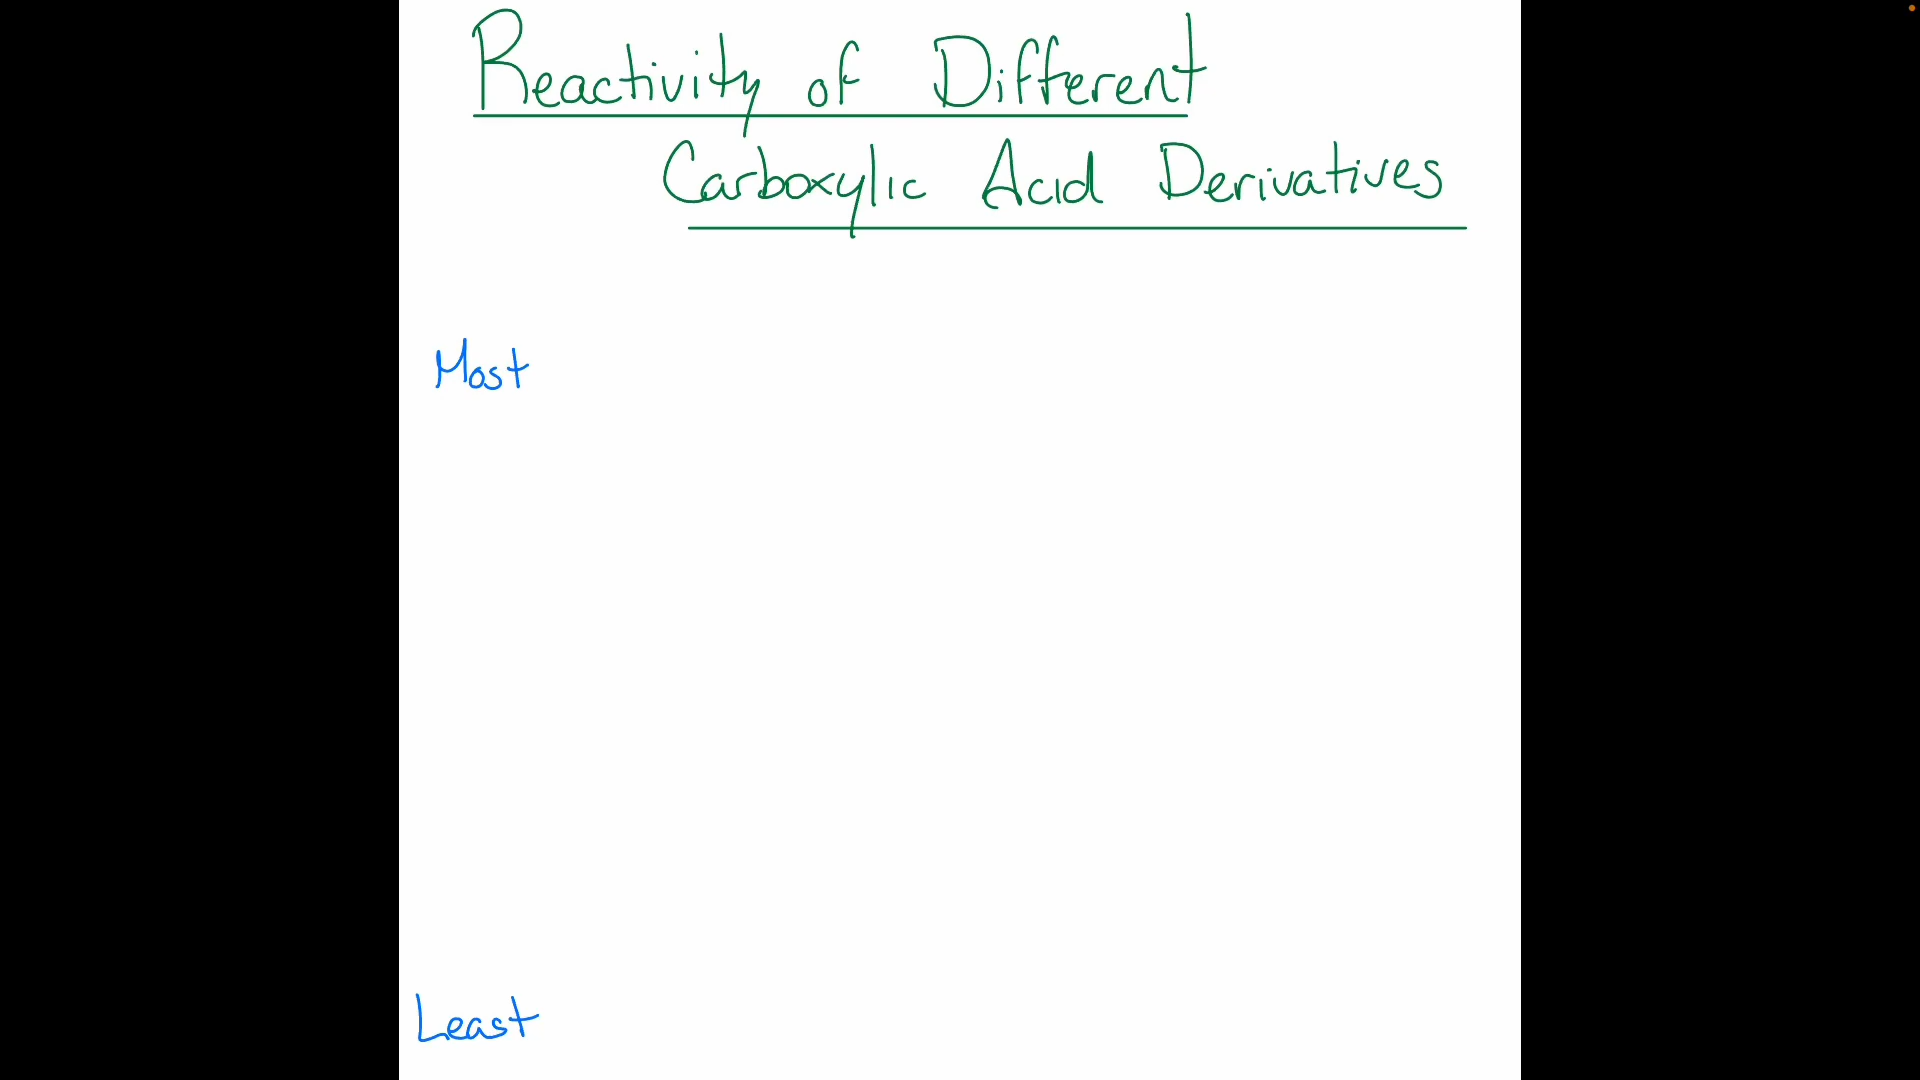 Reactivity of Different
Carboxylic Acid Derivatives
Most
Least